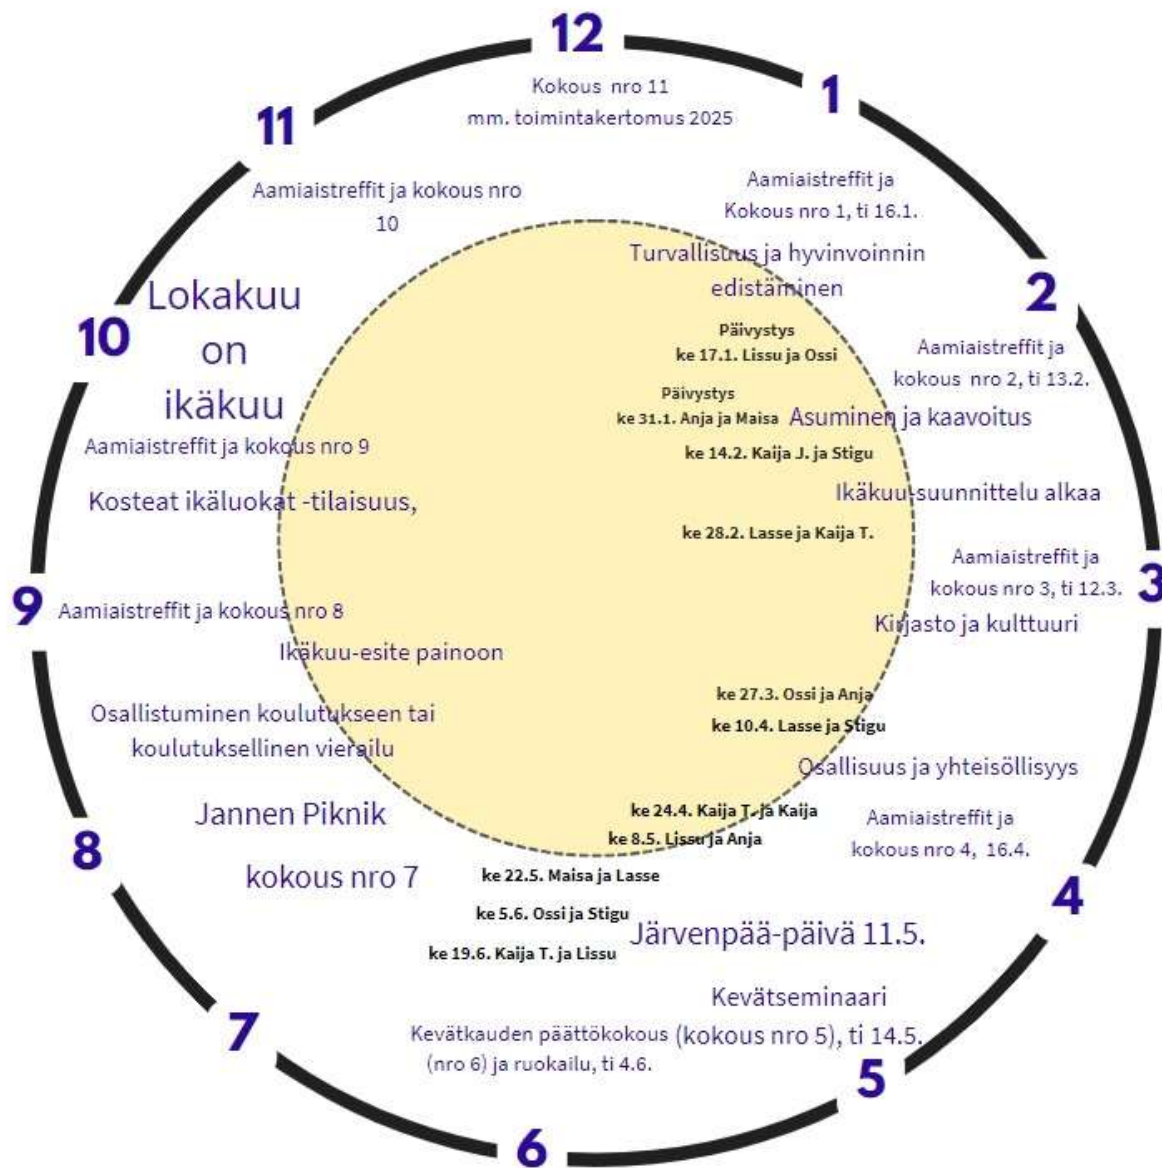 12
Kokous nro 11
mm. toimintakertomus 2025
1
Aamiaistreffit ja
Kokous nro 1, ti 16.1.
Turvallisuus ja hyvinvoinnin
edistäminen
Päivystys
ke 17.1. Lissu ja Ossi
Päivystys
ke 31.1. Anja ja Maisa
2
Aamiaistreffit ja
kokous nro 2, ti 13.2.
Asuminen ja kaavoitus
ke 14.2. Kaija J. ja Stigu
Ikäkuu-suunnittelu alkaa
ke 28.2. Lasse ja Kaija T.
3
Aamiaistreffit ja
kokous nro 3, ti 12.3.
Kirjasto ja kulttuuri
ke 27.3. Ossi ja Anja
ke 10.4. Lasse ja Stigu
Osallisuus ja yhteisöllisyys
ke 24.4. Kaija T. ja Kaija
Aamiaistreffit ja
kokous nro 4, 16.4.
4
ke 8.5. Lissu ja Anja
ke 22.5. Maisa ja Lasse
ke 5.6. Ossi ja Stigu
ke 19.6. Kaija T. ja Lissu
Järvenpää-päivä 11.5.
Kevätseminaari
(kokous nro 5), ti 14.5.
5
Kevätkauden päättökokous
(nro 6) ja ruokailu, ti 4.6.
6
7
kokous nro 7
Jannen Piknik
8
Osallistuminen koulutukseen tai
koulutuksellinen vierailu
Ikäkuu-esite painoon
Aamiaistreffit ja kokous nro 8
9
Kosteat ikäluokat -tilaisuus,
Aamiaistreffit ja kokous nro 9
Lokakuu
on
ikäkuu
10
Aamiaistreffit ja kokous nro
10
11